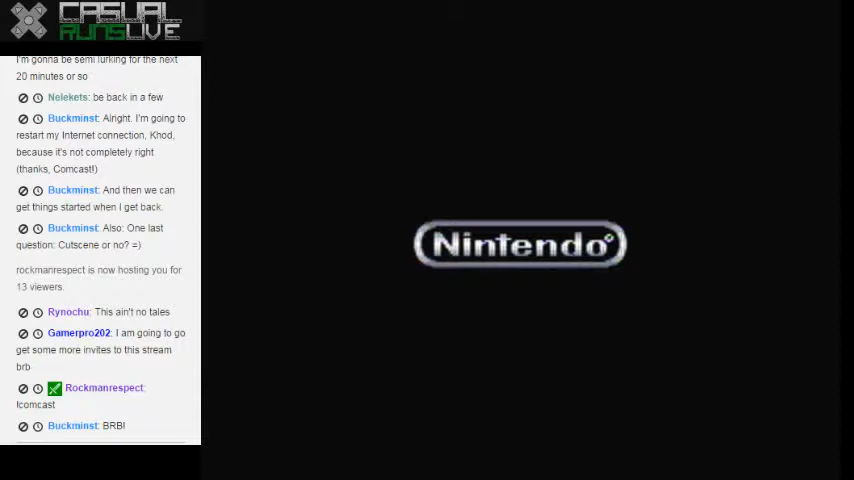 CASUAL
RUNSLIVE
I'm gonna be semi lurking for the next
20 minutes or so
Nelekets: be back in a few
Buckminst: Alright. I'm going to
restart my Internet connection, Khod,
because it's not completely right
(thanks, Comcast!)
Buckminst: And then we can
get things started when I get back.
Buckminst: Also: One last
question: Cutscene or no? =)
rockmanrespect is now hosting you for
13 viewers.
Rynochu: This ain't no tales
Gamerpro202: I am going to go
get some more invites to this stream
brb
Rockmanrespect:
!comcast
Buckminst: BRB!
Nintendo